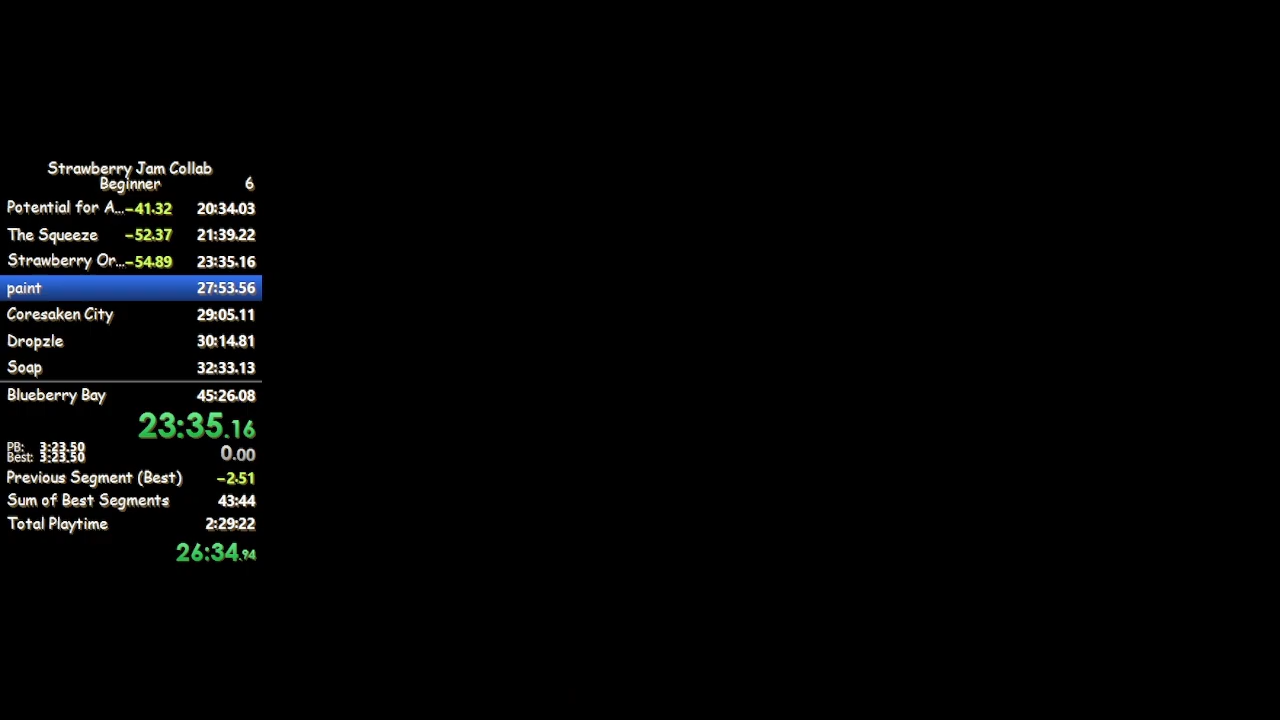 Strawberry Jam Collab
Beginner 6
Potential for A... -41.32 20:34.03
The Squeeze -52.37 21:39.22
Strawberry Or... -54.89 23:35.16
paint 27:53.56
Coresaken City 29:05.11
Dropzle 30:14.81
Soap 32:33.13
Blueberry Bay 45:26.08
23:35.16
PB: 3:23.50 0.00
Best: 3:23.50
Previous Segment (Best) -2.51
Sum of Best Segments 43:44
Total Playtime 2:29:22
26:34.94